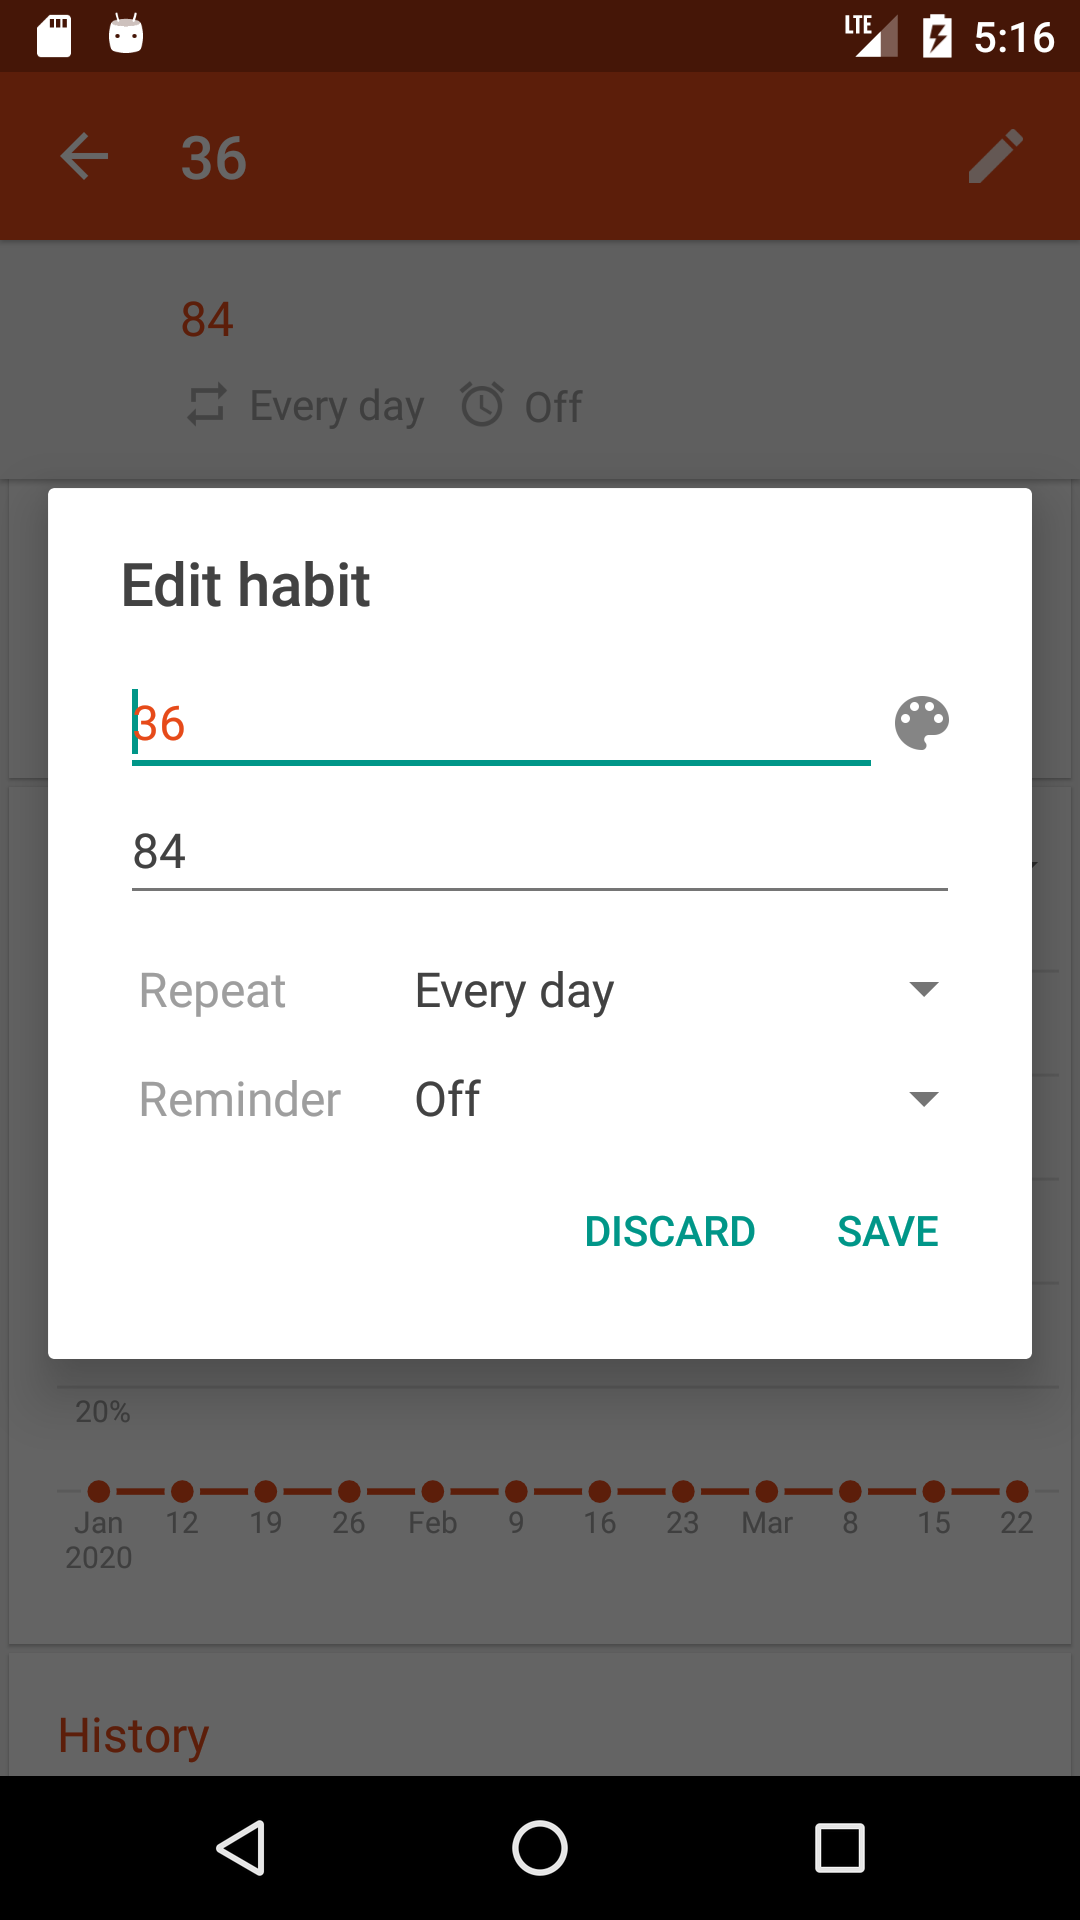 LTE 5:16
36
84
Every day Off
Edit habit
36
84
Repeat Every day
Reminder Off
DISCARD SAVE
20%
Jan 12 19 26 Feb 9 16 23 Mar 8 15 22
2020
History